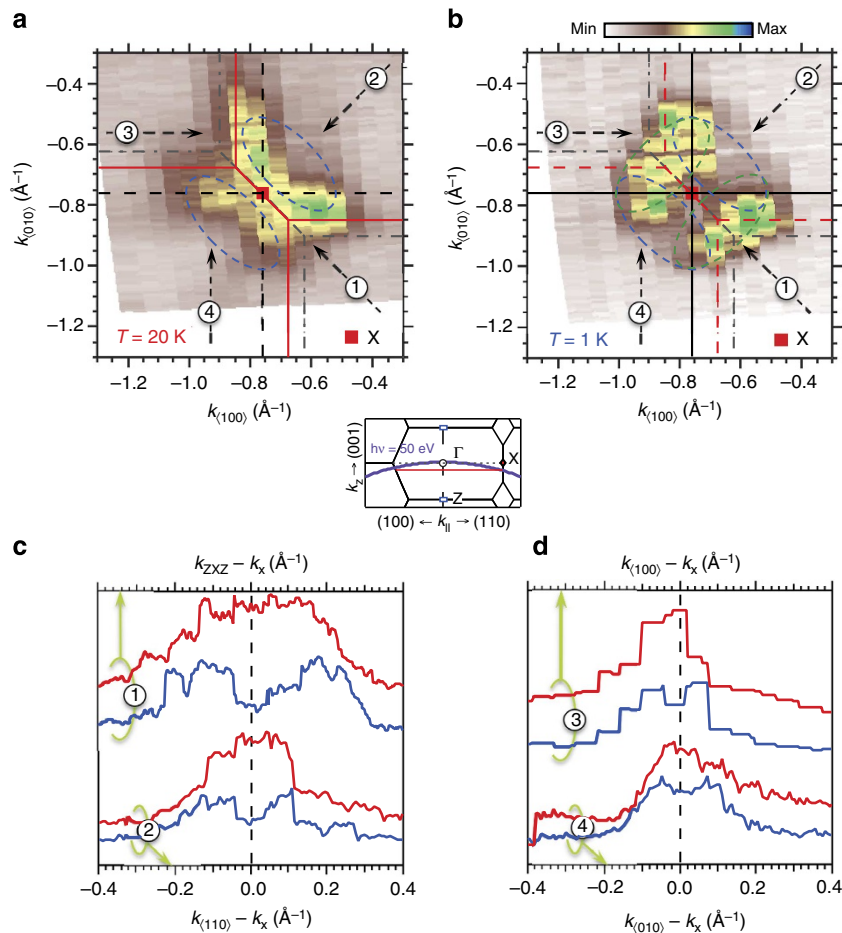 a
b
Min
Max
−0.4
−0.6
−0.8
−1.0
−1.2
k⟨010⟩ (Å−1)
2
3
1
4
T = 20 K
X
−1.2
−1.0
−0.8
−0.6
−0.4
k⟨100⟩ (Å−1)
−0.4
−0.6
−0.8
−1.0
−1.2
k⟨010⟩ (Å−1)
2
3
1
4
T = 1 K
X
−1.2
−1.0
−0.8
−0.6
−0.4
k⟨100⟩ (Å−1)
kz → (001)
hν = 50 eV
Γ
X
Z
(100) ← k|| → (110)
c
kZXZ − kx (Å−1)
1
2
−0.4
−0.2
0.0
0.2
0.4
k⟨110⟩ − kx (Å−1)
d
k⟨100⟩ − kx (Å−1)
3
4
−0.4
−0.2
0.0
0.2
0.4
k⟨010⟩ − kx (Å−1)